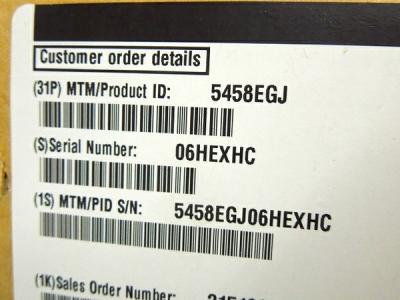 Customer order details
(31P) MTM/Product ID: 5458EGJ
(S)Serial Number: 06HEXHC
(1S) MTM/PID S/N: 5458EGJ06HEXHC
(1K)Sales Order Number: